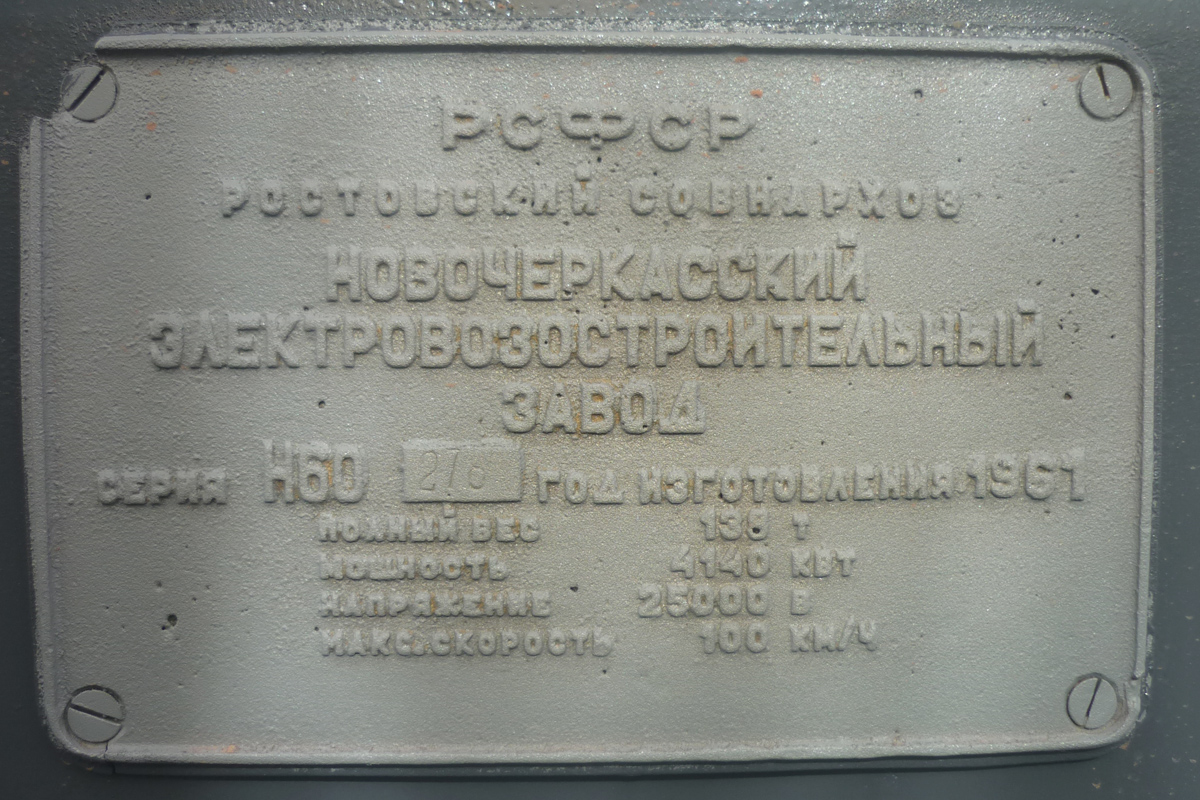 РСФСР
РОСТОВСКИЙ СОВНАРХОЗ
НОВОЧЕРКАССКИЙ
ЭЛЕКТРОВОЗОСТРОИТЕЛЬНЫЙ
ЗАВОД
СЕРИЯ Н60 ГОД ИЗГОТОВЛЕНИЯ 1961
ПОЛНЫЙ ВЕС 138 Т
МОЩНОСТЬ 4140 КВТ
НАПРЯЖЕНИЕ 25000 В
МАКС. СКОРОСТЬ 100 КМ/Ч